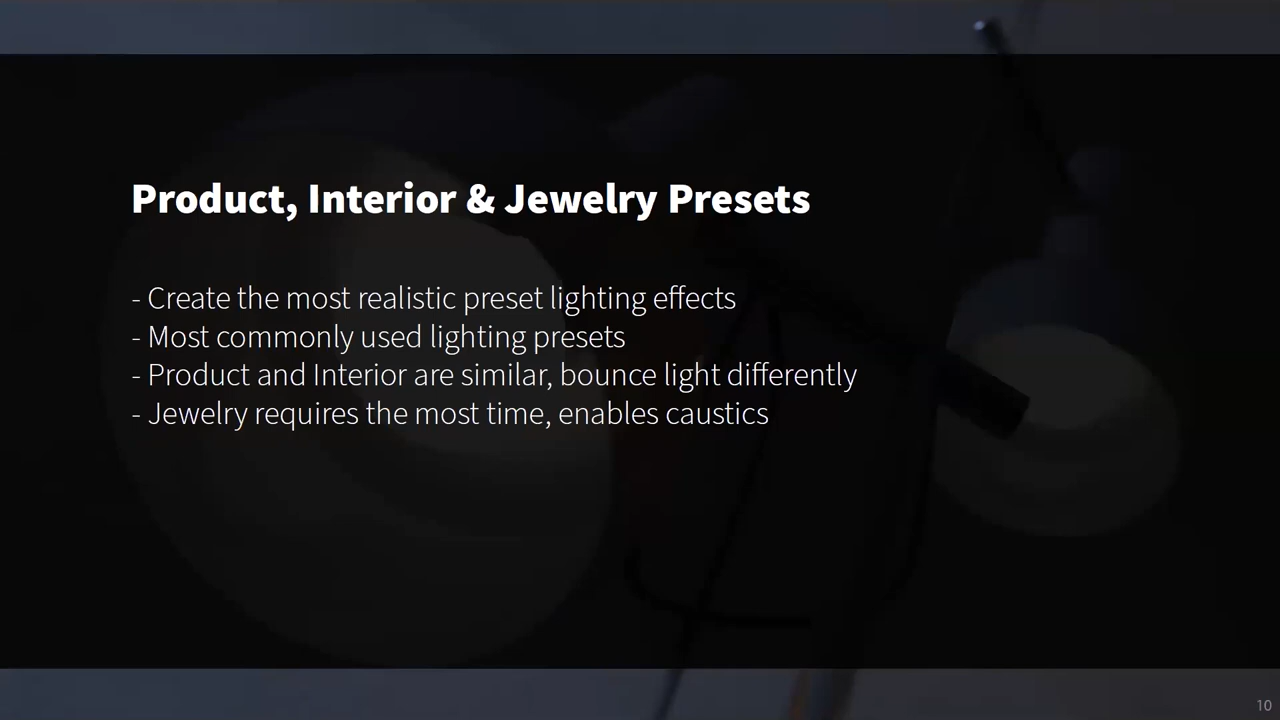 Product, Interior & Jewelry Presets
- Create the most realistic preset lighting effects
- Most commonly used lighting presets
- Product and Interior are similar, bounce light differently
- Jewelry requires the most time, enables caustics
10